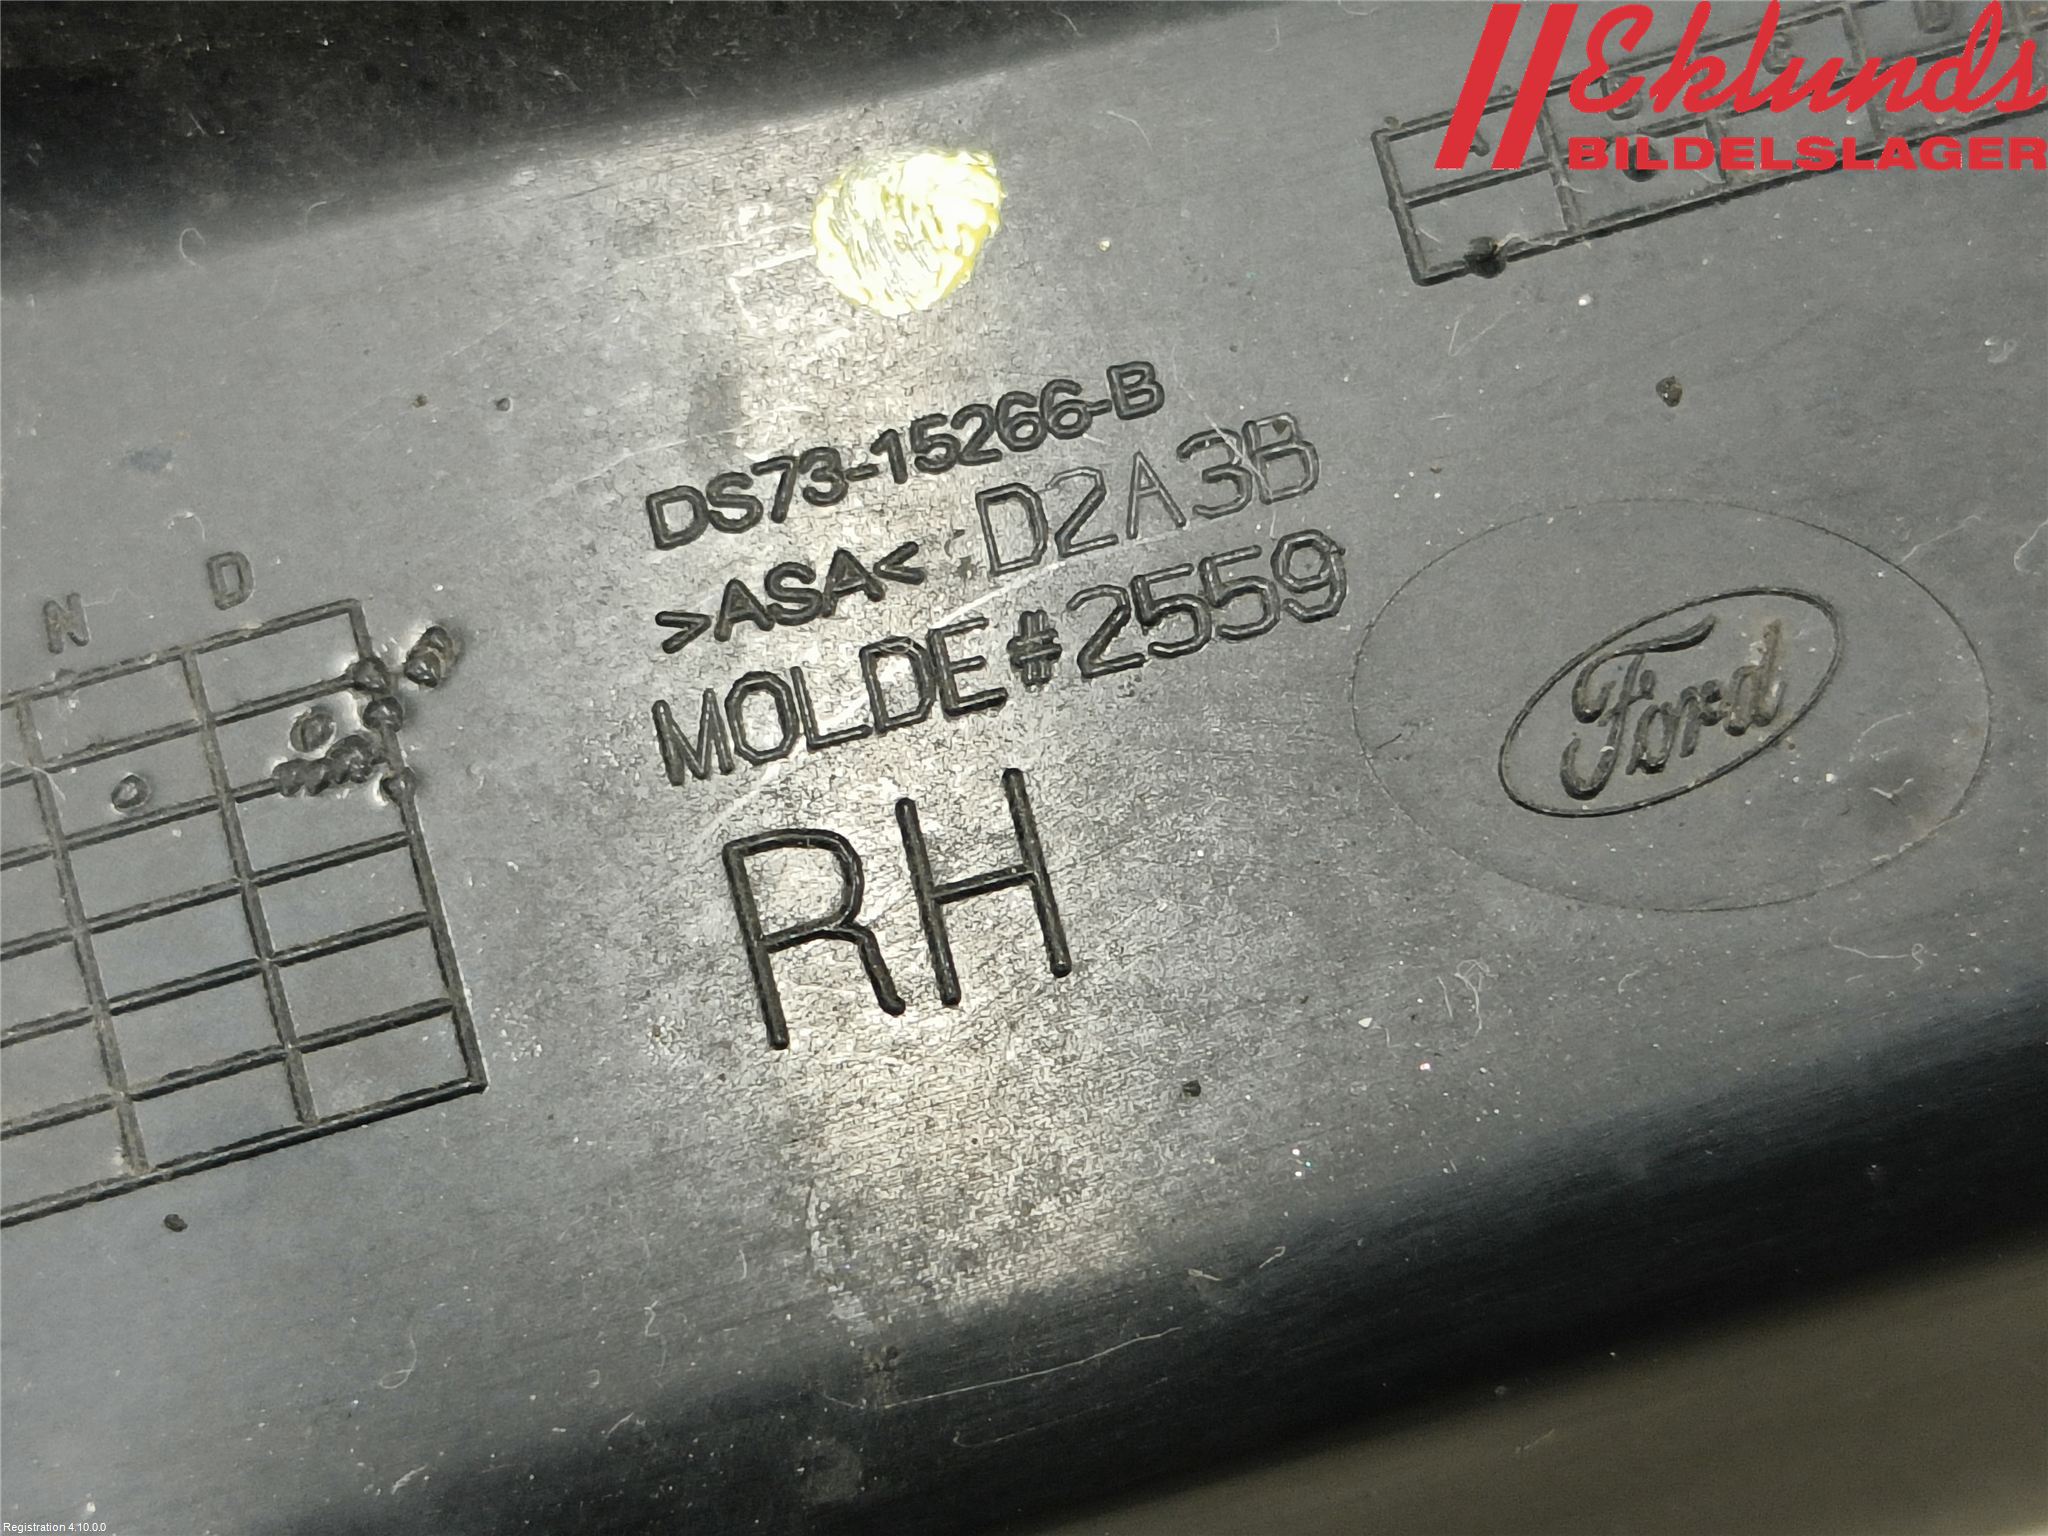 Eklunds
BILDELSLAGER
DS73-15266-B
>ASA< D2A3B
MOLDE#2559
RH
Ford
N D
A
Registration 4.10.0.0